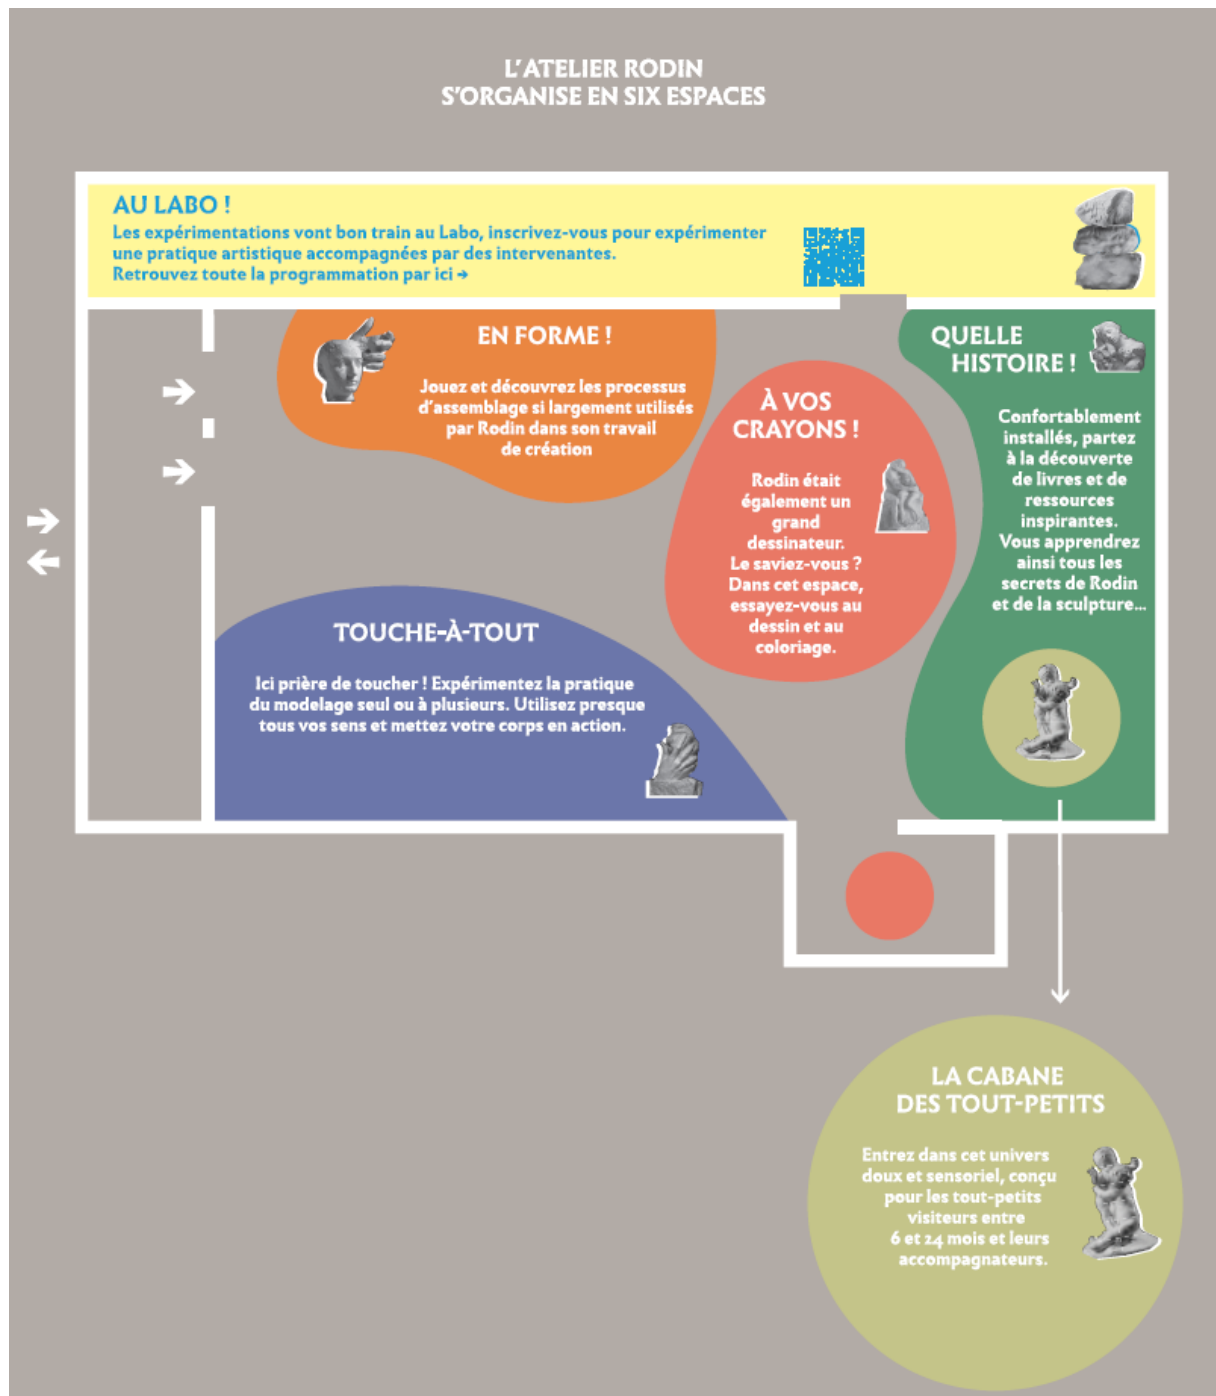 L'ATELIER RODIN
S'ORGANISE EN SIX ESPACES
AU LABO !
Les expérimentations vont bon train au Labo, inscrivez-vous pour expérimenter
une pratique artistique accompagnées par des intervenantes.
Retrouvez toute la programmation par ici →
EN FORME !
Jouez et découvrez les processus
d'assemblage si largement utilisés
par Rodin dans son travail
de création
À VOS
CRAYONS !
Rodin était
également un
grand
dessinateur.
Le saviez-vous ?
Dans cet espace,
essayez-vous au
dessin et au
coloriage.
QUELLE
HISTOIRE !
Confortablement
installés, partez
à la découverte
de livres et de
ressources
inspirantes.
Vous apprendrez
ainsi tous les
secrets de Rodin
et de la sculpture...
TOUCHE-À-TOUT
Ici prière de toucher ! Expérimentez la pratique
du modelage seul ou à plusieurs. Utilisez presque
tous vos sens et mettez votre corps en action.
LA CABANE
DES TOUT-PETITS
Entrez dans cet univers
doux et sensoriel, conçu
pour les tout-petits
visiteurs entre
6 et 24 mois et leurs
accompagnateurs.